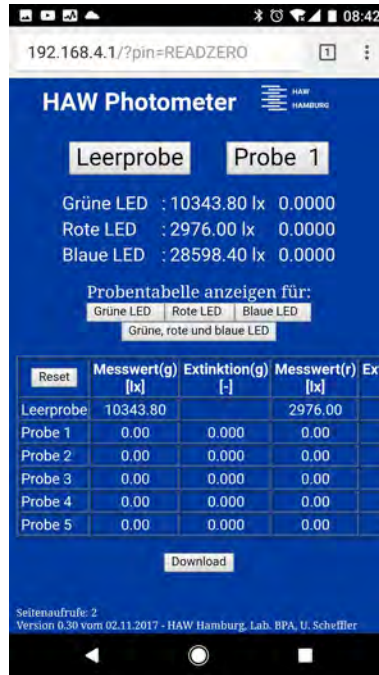 08:42
192.168.4.1/?pin=READZERO 1
HAW Photometer HAW
HAMBURG
Leerprobe Probe 1
Grüne LED : 10343.80 lx 0.0000
Rote LED : 2976.00 lx 0.0000
Blaue LED : 28598.40 lx 0.0000
Probentabelle anzeigen für:
Grüne LED Rote LED Blaue LED
Grüne, rote und blaue LED
Reset Messwert(g) Extinktion(g) Messwert(r) Ex
[lx] [-] [lx]
Leerprobe 10343.80 2976.00
Probe 1 0.00 0.000 0.00
Probe 2 0.00 0.000 0.00
Probe 3 0.00 0.000 0.00
Probe 4 0.00 0.000 0.00
Probe 5 0.00 0.000 0.00
Download
Seitenaufrufe: 2
Version 0.30 vom 02.11.2017 - HAW Hamburg, Lab. BPA, U. Scheffler